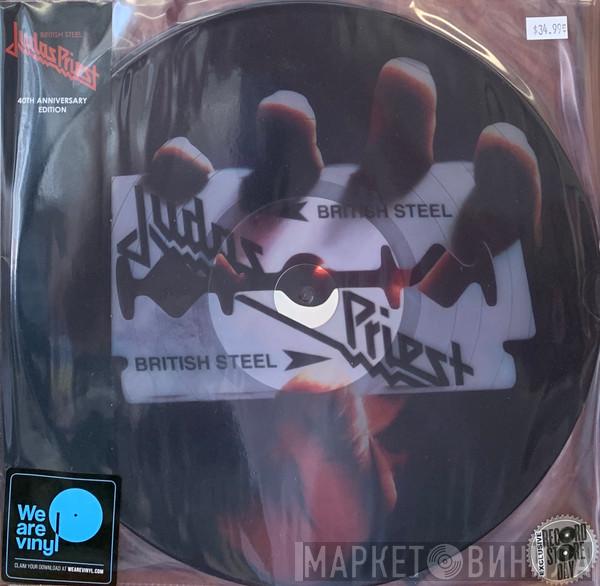 BRITISH STEEL
Judas Priest
40TH ANNIVERSARY
EDITION
$34.99
BRITISH STEEL
Judas
Priest
BRITISH STEEL
We
are
vinyl
CLAIM YOUR DOWNLOAD AT WEAREVINYL.COM
EXCLUSIVE
RECORD
STORE
DAY
МАРКЕТ ВИНИЛА